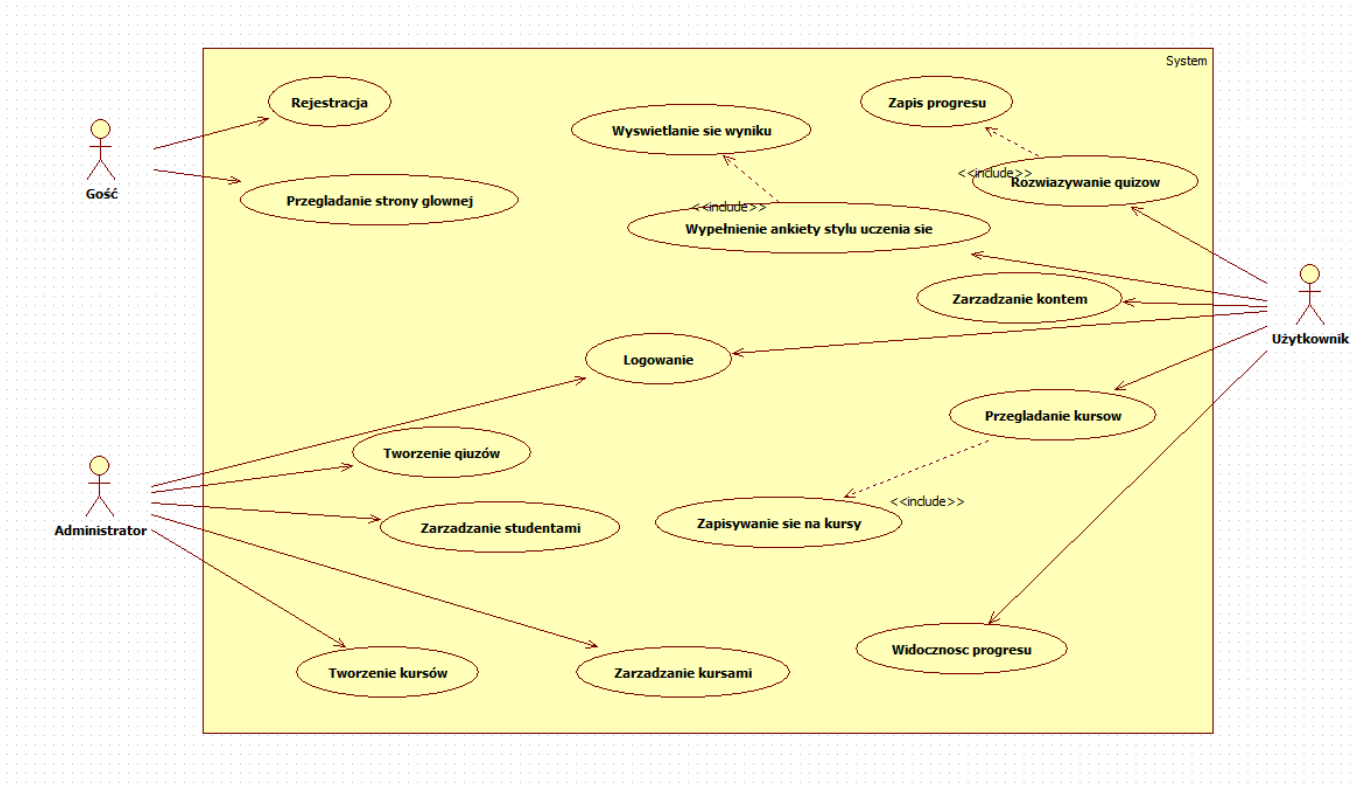 System
Rejestracja
Zapis progresu
Wyswietlanie sie wyniku
<<include>>
Rozwiazywanie quizow
Gość
Przegladanie strony glownej
<<include>>
Wypełnienie ankiety stylu uczenia sie
Zarzadzanie kontem
Użytkownik
Logowanie
Przegladanie kursow
Tworzenie qiuzów
<<include>>
Administrator
Zarzadzanie studentami
Zapisywanie sie na kursy
Widocznosc progresu
Tworzenie kursów
Zarzadzanie kursami